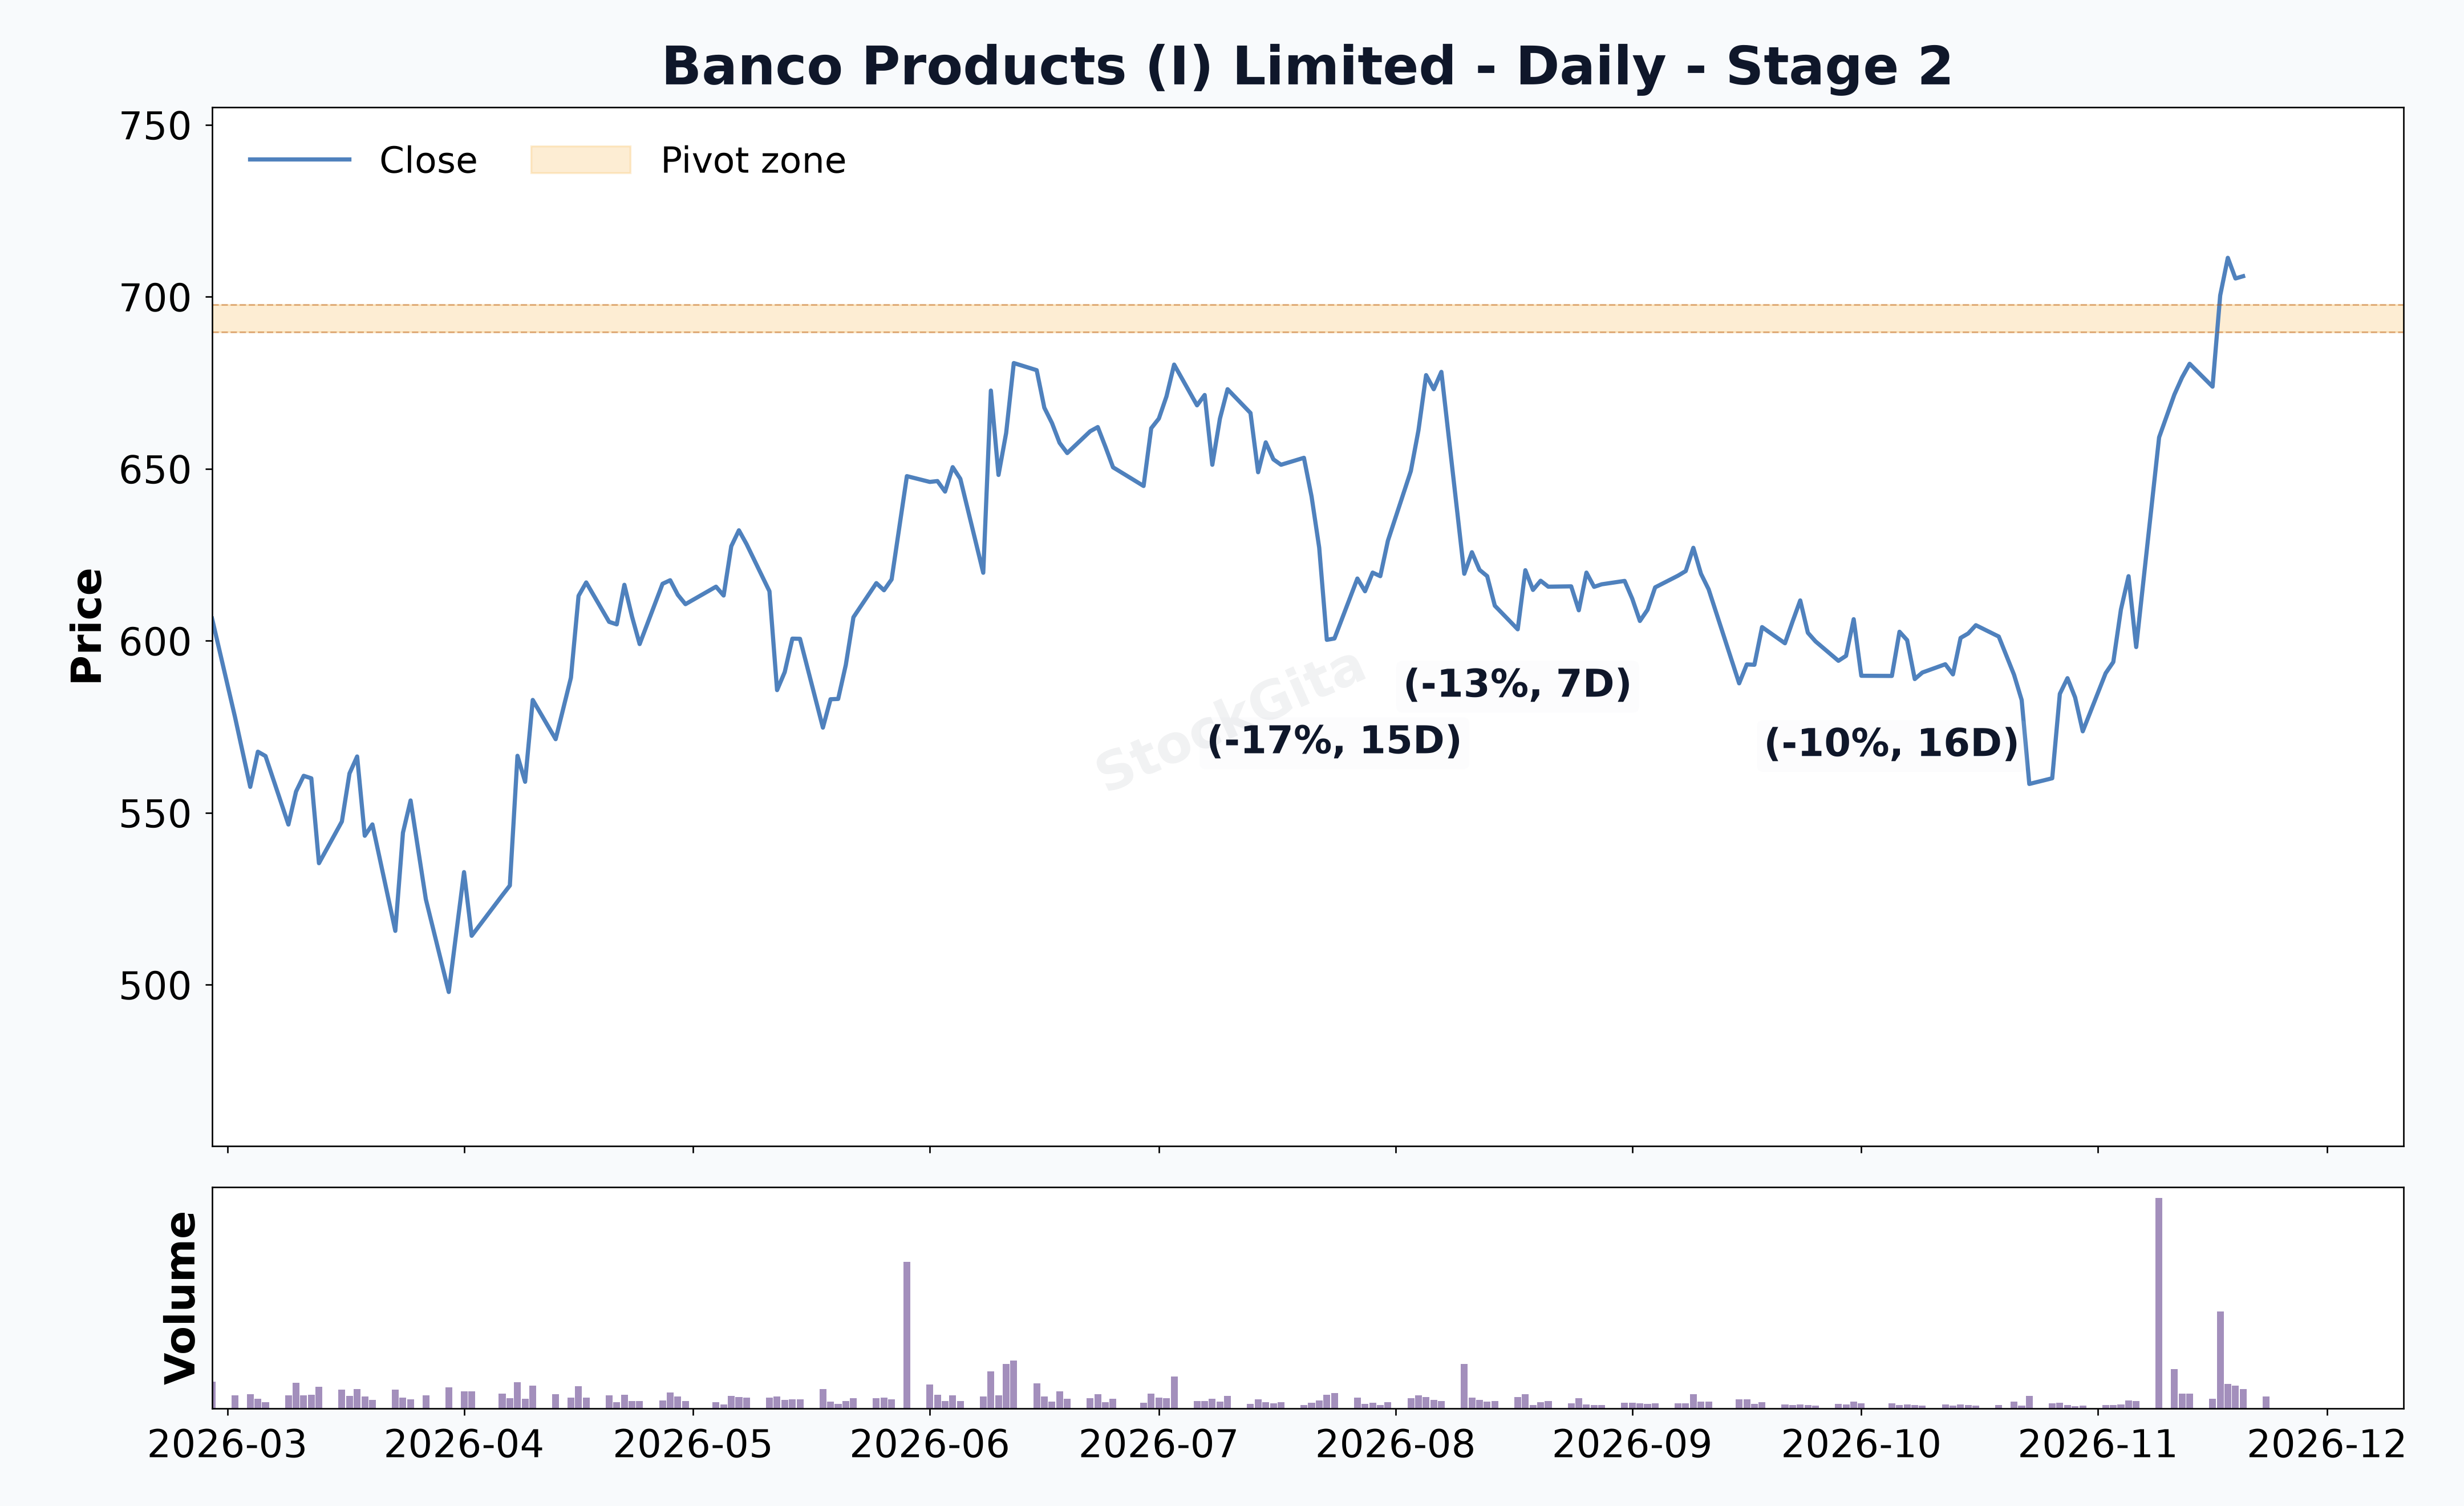 Banco Products (I) Limited - Daily - Stage 2
Close
Pivot zone
Price
750
700
650
600
550
500
StockGita
(-13%, 7D)
(-17%, 15D)
(-10%, 16D)
Volume
2026-03
2026-04
2026-05
2026-06
2026-07
2026-08
2026-09
2026-10
2026-11
2026-12